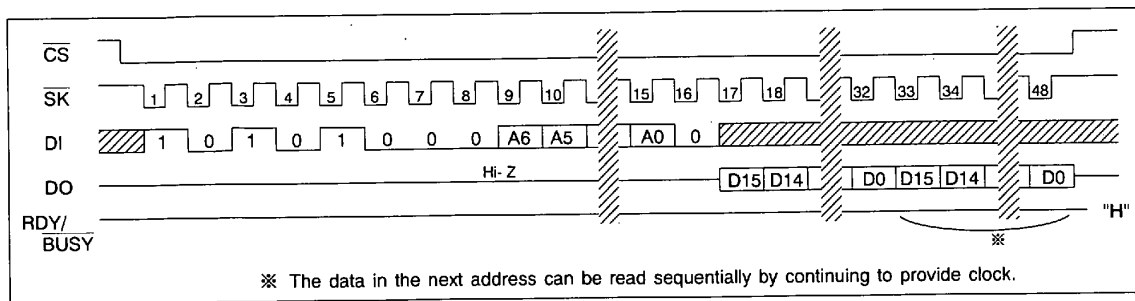 CS
SK 1 2 3 4 5 6 7 8 9 10 15 16 17 18 32 33 34 48
DI 1 0 1 0 1 0 0 0 A6 A5 A0 0
DO Hi-Z D15 D14 D0 D15 D14 D0
RDY/
BUSY "H"
※
※ The data in the next address can be read sequentially by continuing to provide clock.